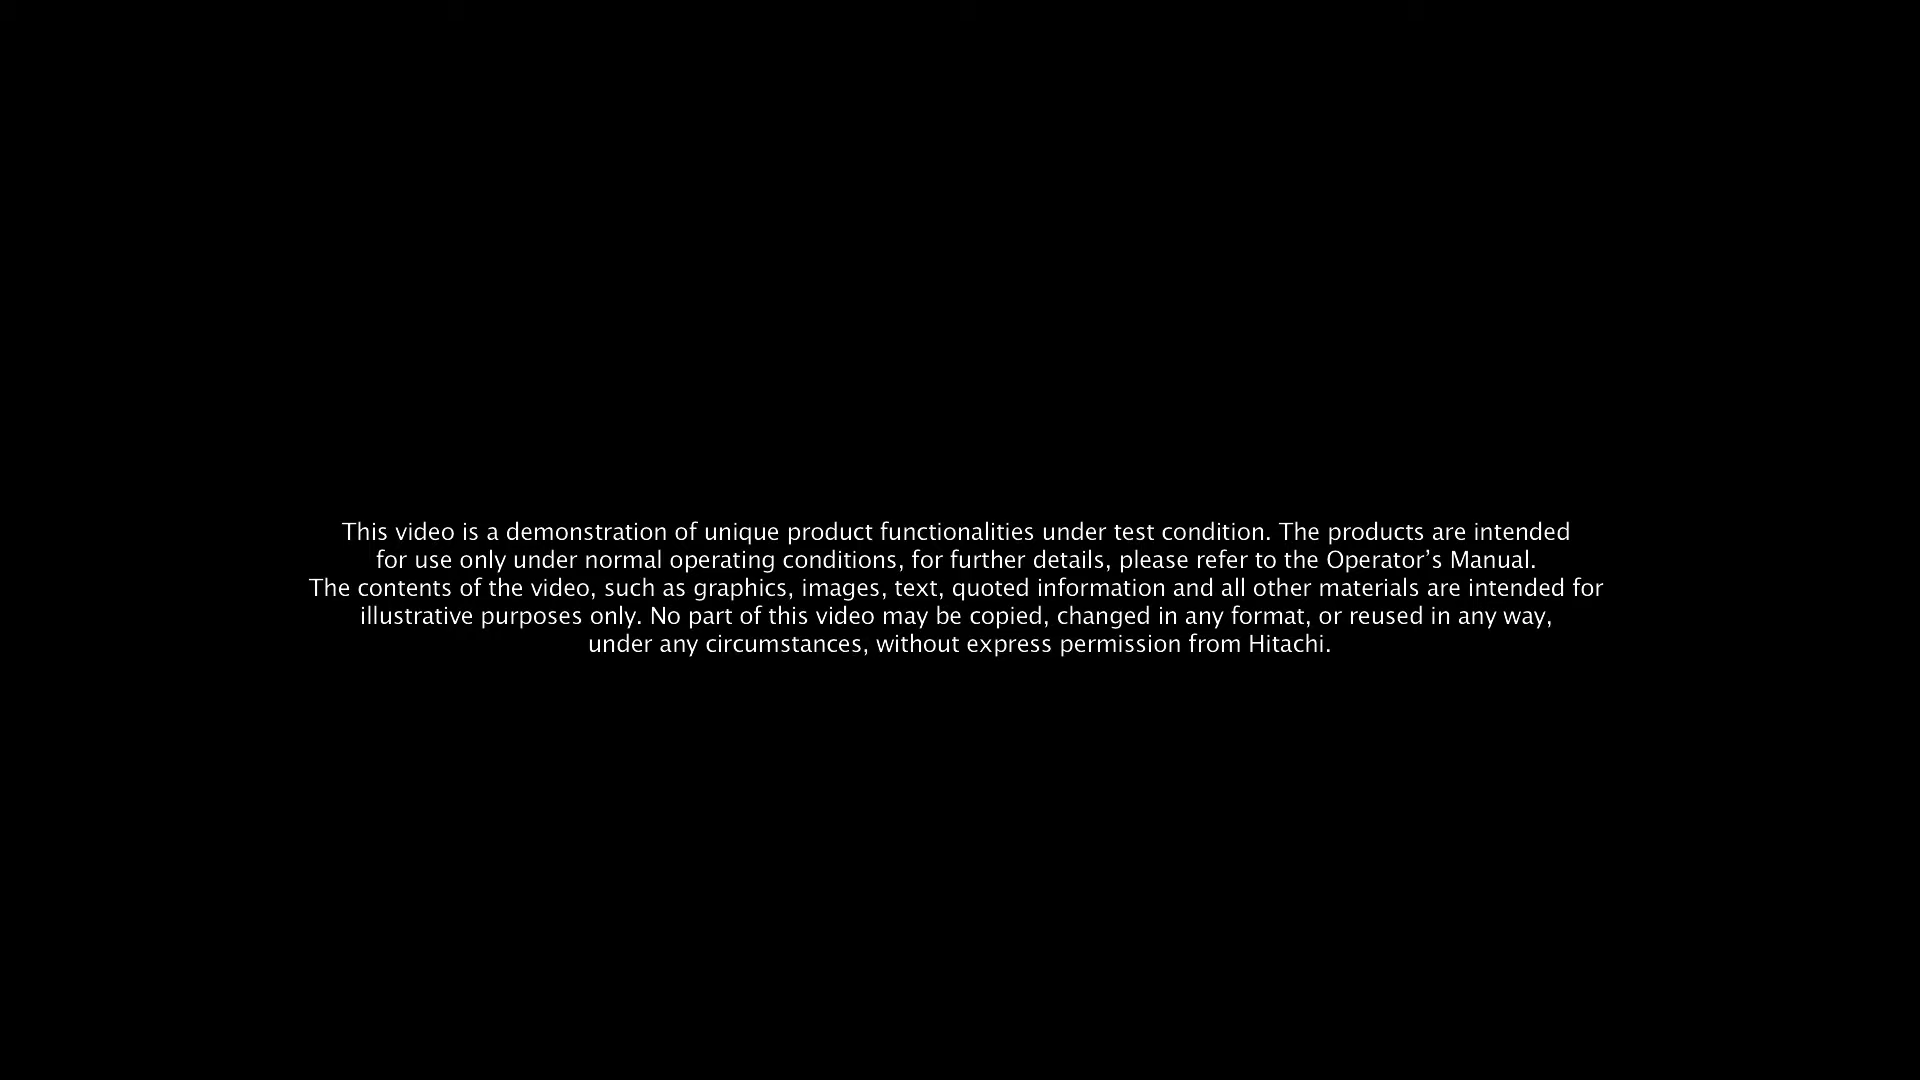 This video is a demonstration of unique product functionalities under test condition. The products are intended
for use only under normal operating conditions, for further details, please refer to the Operator’s Manual.
The contents of the video, such as graphics, images, text, quoted information and all other materials are intended for
illustrative purposes only. No part of this video may be copied, changed in any format, or reused in any way,
under any circumstances, without express permission from Hitachi.